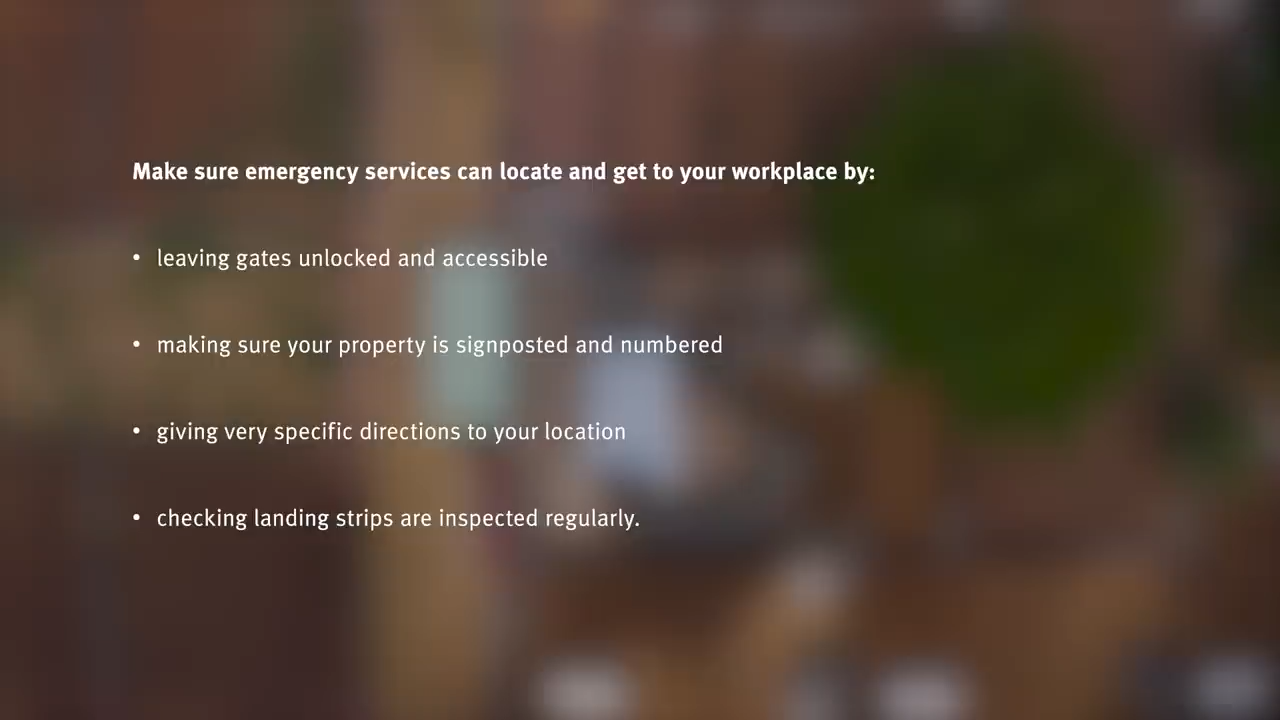 Make sure emergency services can locate and get to your workplace by:
• leaving gates unlocked and accessible
• making sure your property is signposted and numbered
• giving very specific directions to your location
• checking landing strips are inspected regularly.